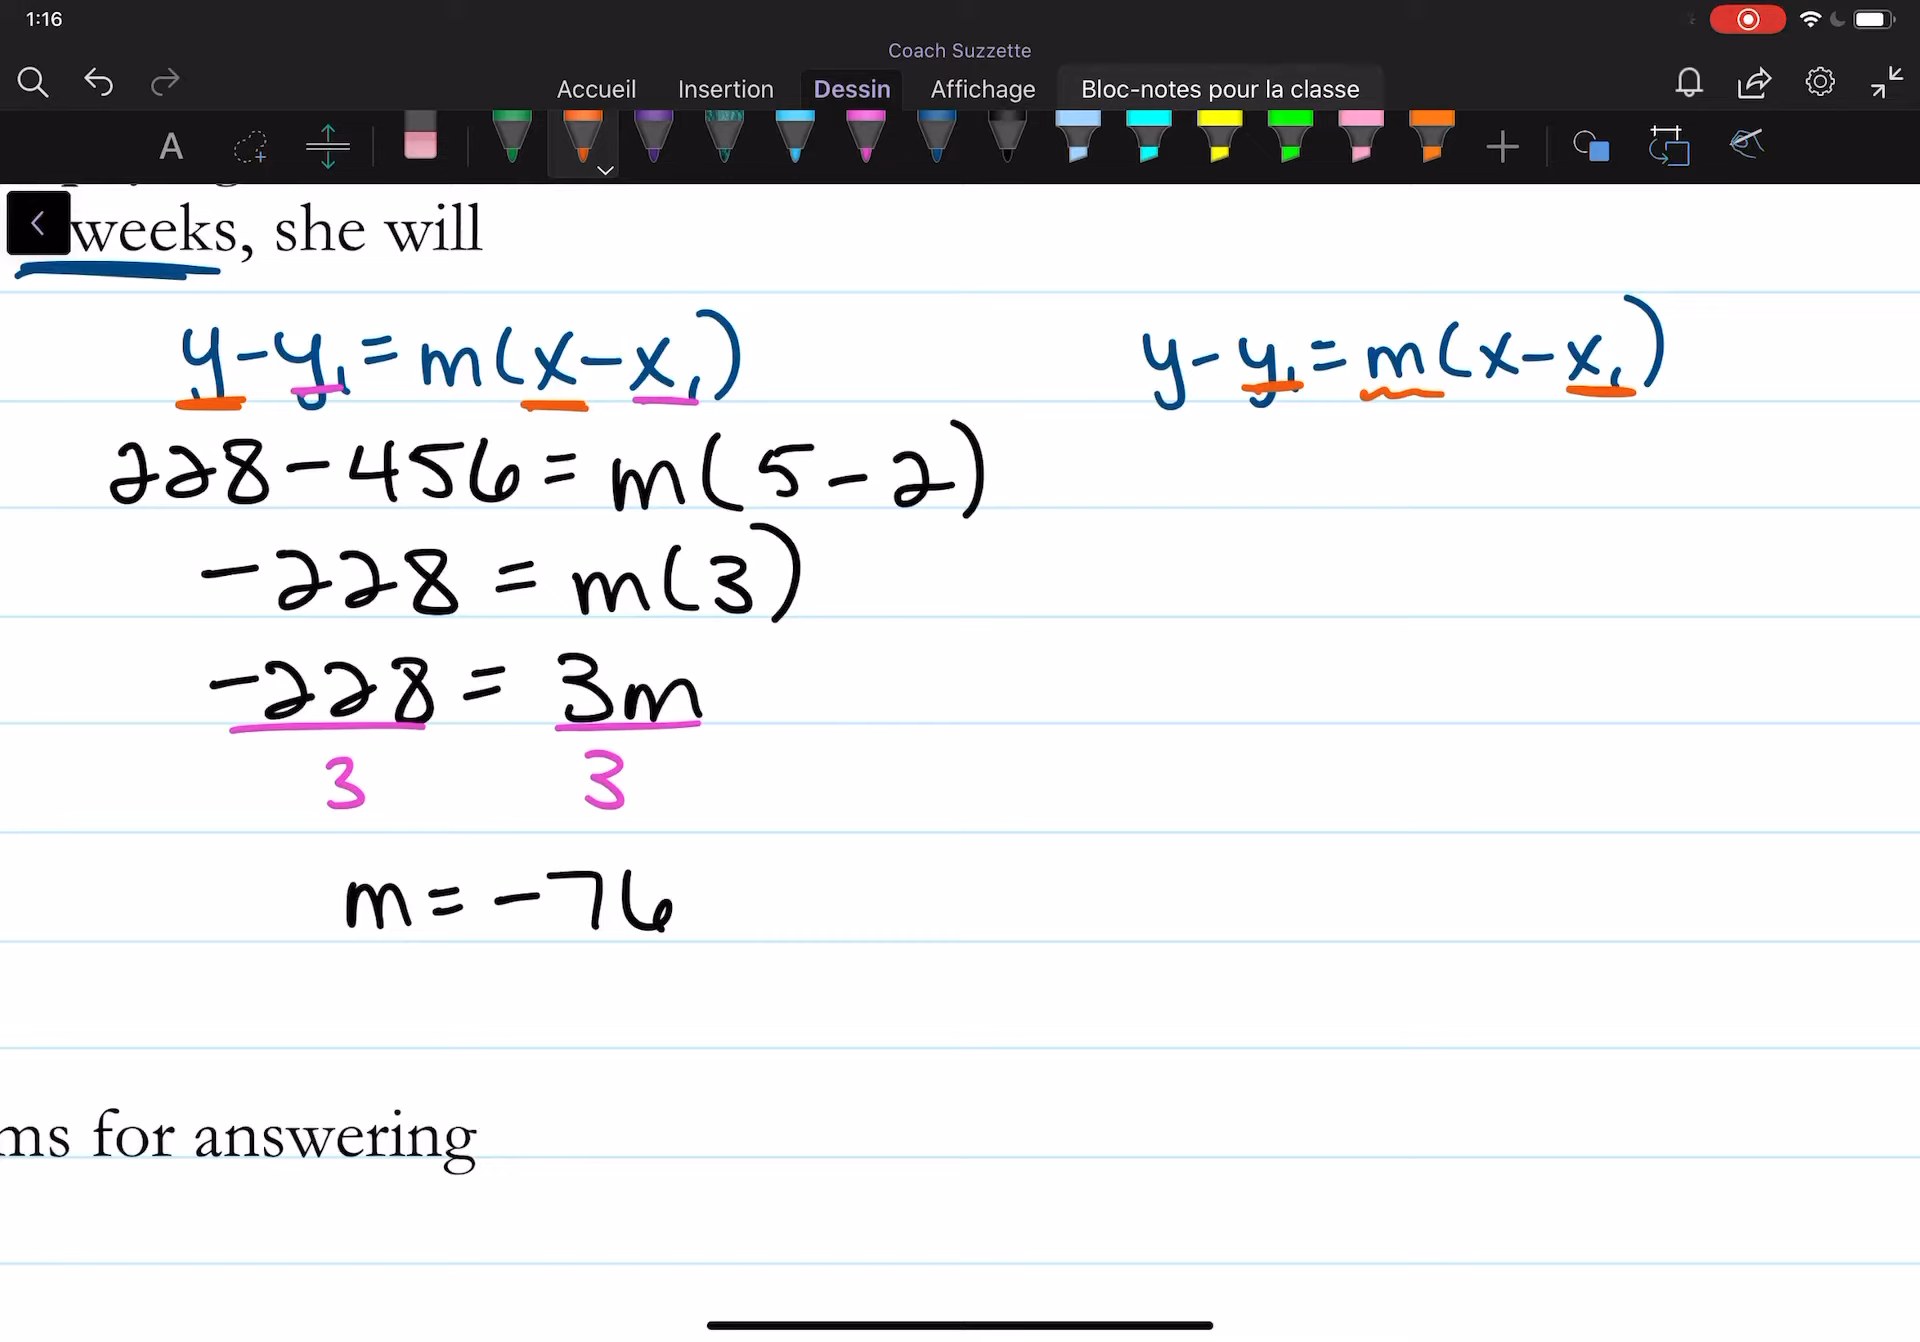 1:16
Coach Suzzette
Accueil Insertion Dessin Affichage Bloc-notes pour la classe
A
weeks, she will
y-y₁=m(x-x₁)
y-y₁=m(x-x₁)
228-456=m(5-2)
-228=m(3)
-228=3m
3 3
m=-76
ms for answering